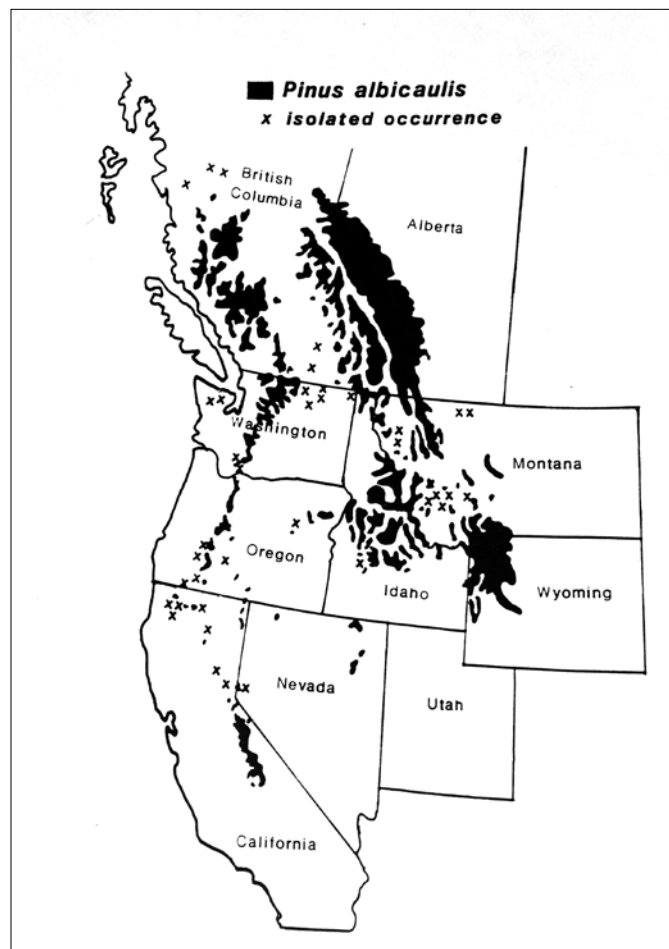 Pinus albicaulis
x isolated occurrence
British
Columbia
Alberta
Washington
Montana
Oregon
Idaho
Wyoming
Nevada
Utah
California